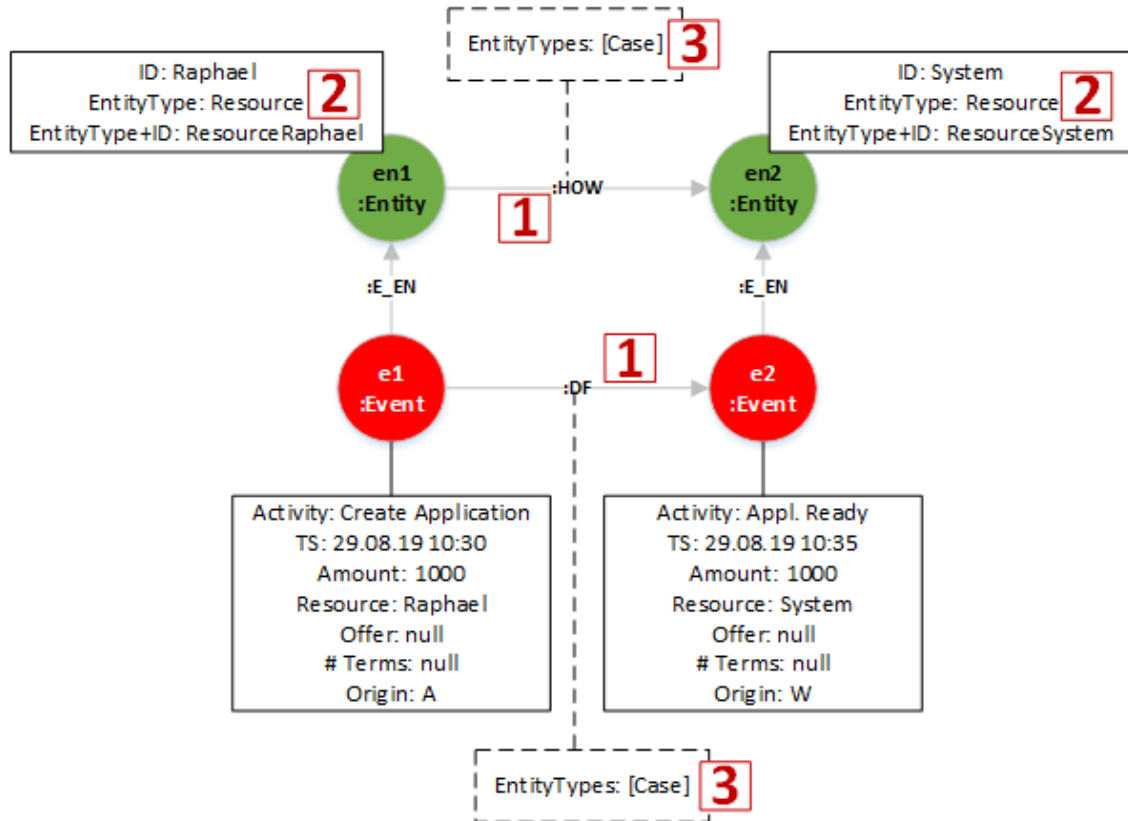 EntityTypes: [Case]
3
ID: Raphael
EntityType: Resource
2
EntityType+ID: ResourceRaphael
ID: System
EntityType: Resource
2
EntityType+ID: ResourceSystem
en1
:Entity
:HOW
1
en2
:Entity
:E_EN
:E_EN
e1
:Event
:DF
1
e2
:Event
Activity: Create Application
TS: 29.08.19 10:30
Amount: 1000
Resource: Raphael
Offer: null
# Terms: null
Origin: A
Activity: Appl. Ready
TS: 29.08.19 10:35
Amount: 1000
Resource: System
Offer: null
# Terms: null
Origin: W
EntityTypes: [Case]
3